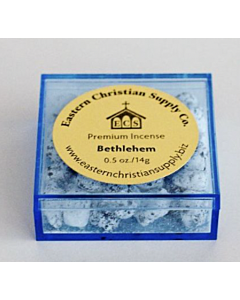 Eastern Christian Supply Co.
ECS
Premium Incense
Bethlehem
0.5 oz./14g
www.easternchristiansupply.biz